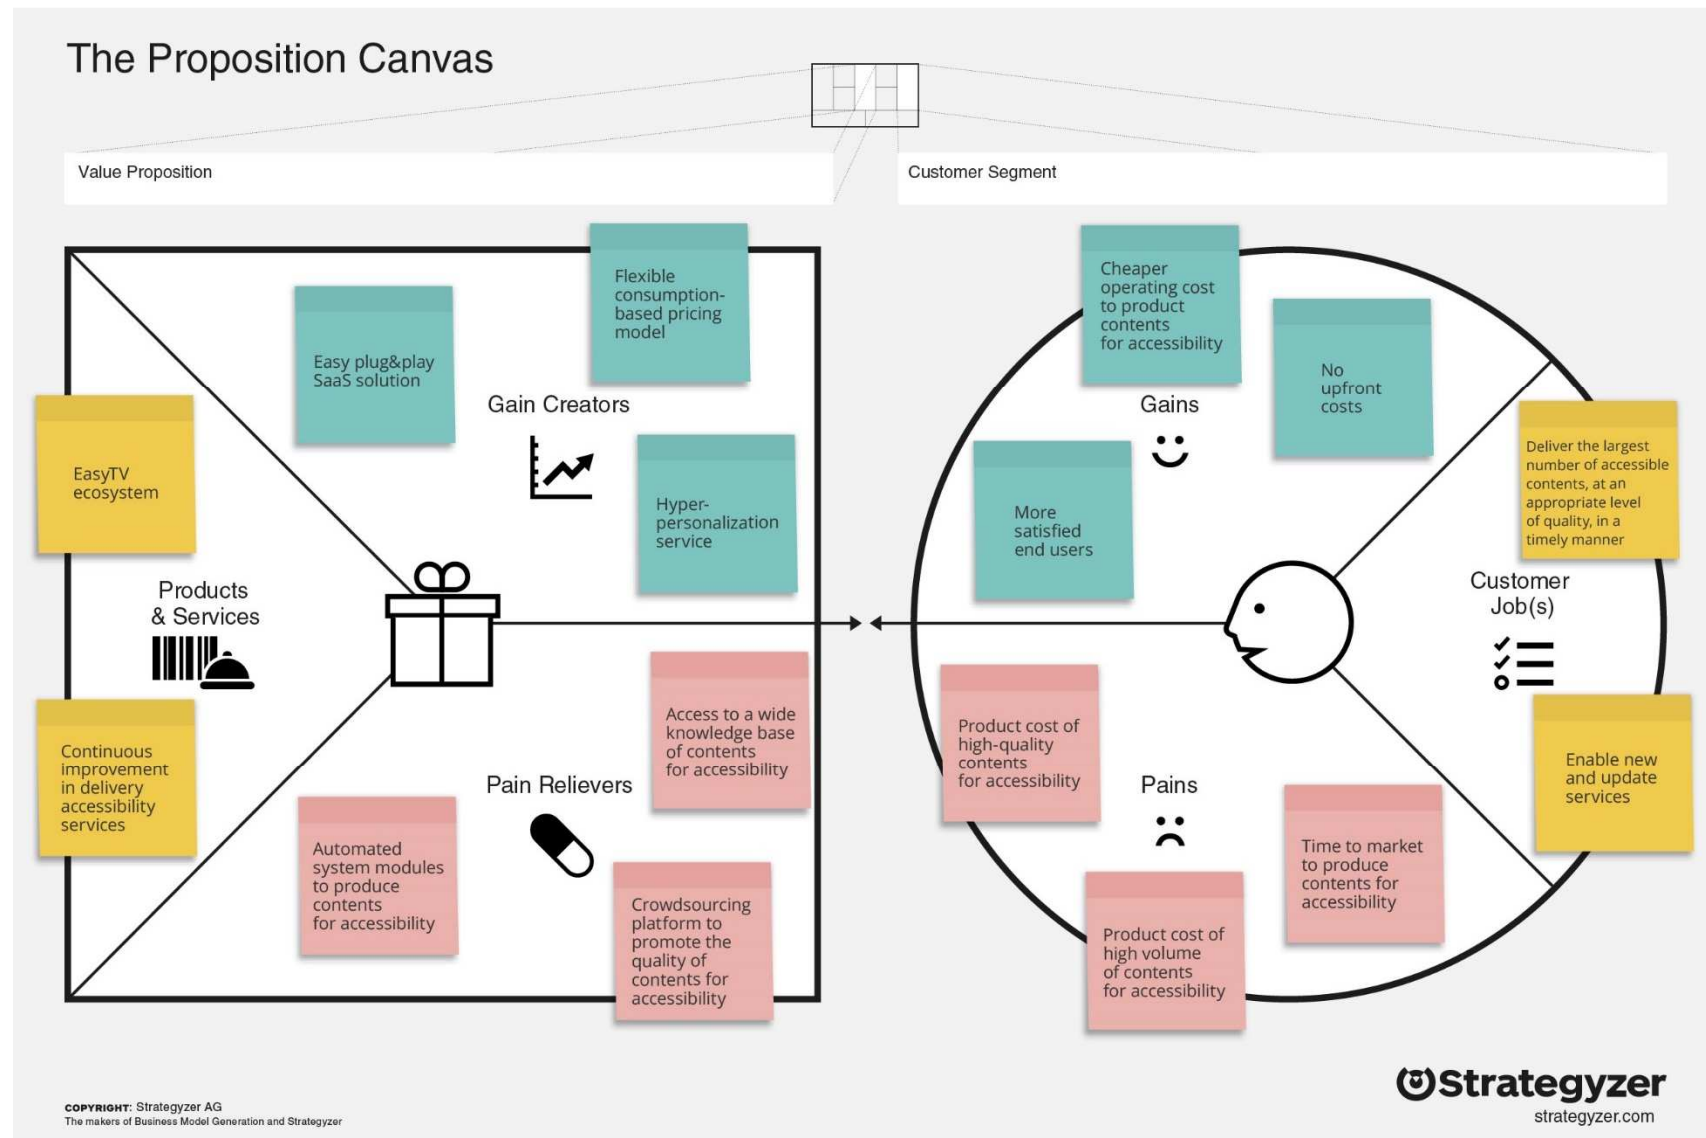 The Proposition Canvas
Value Proposition
Customer Segment
Flexible
consumption-
based pricing
model
Easy plug&play
SaaS solution
Gain Creators
Hyper-
personalization
service
EasyTV
ecosystem
Products
& Services
Continuous
improvement
in delivery
accessibility
services
Access to a wide
knowledge base
of contents
for accessibility
Pain Relievers
Automated
system modules
to produce
contents
for accessibility
Crowdsourcing
platform to
promote the
quality of
contents for
accessibility
Cheaper
operating cost
to product
contents
for accessibility
No
upfront
costs
Gains
More
satisfied
end users
Deliver the largest
number of accessible
contents, at an
appropriate level
of quality, in a
timely manner
Customer
Job(s)
Enable new
and update
services
Product cost of
high-quality
contents
for accessibility
Pains
Time to market
to produce
contents for
accessibility
Product cost of
high volume
of contents
for accessibility
COPYRIGHT: Strategyzer AG
The makers of Business Model Generation and Strategyzer
Strategyzer
strategyzer.com